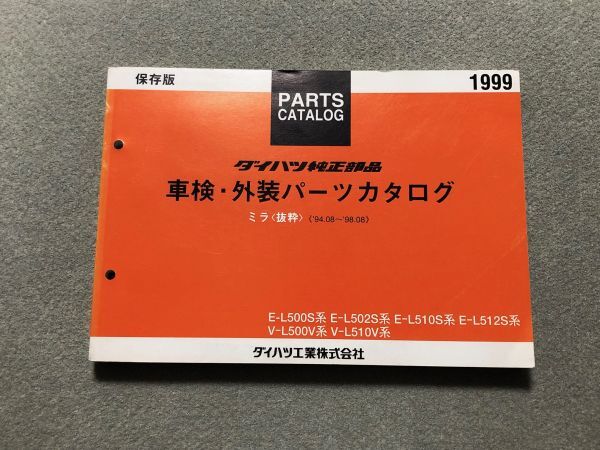 保存版
1999
PARTS
CATALOG
ダイハツ純正部品
車検・外装パーツカタログ
ミラ〈抜粋〉('94.08〜'98.08)
E-L500S系 E-L502S系 E-L510S系 E-L512S系
V-L500V系 V-L510V系
ダイハツ工業株式会社